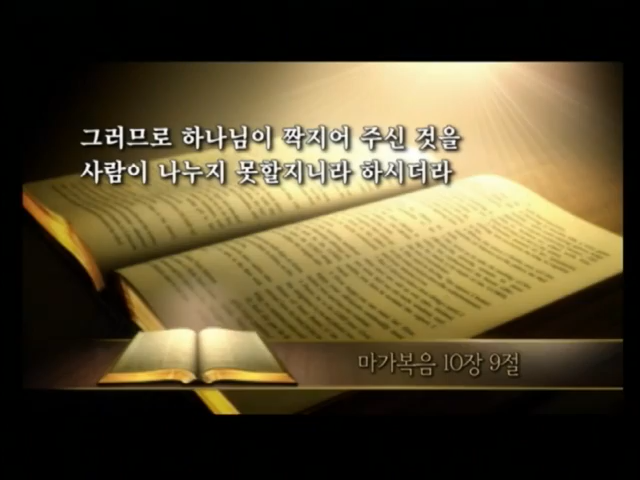 그러므로 하나님이 짝지어 주신 것을
사람이 나누지 못할지니라 하시더라
마가복음 10장 9절